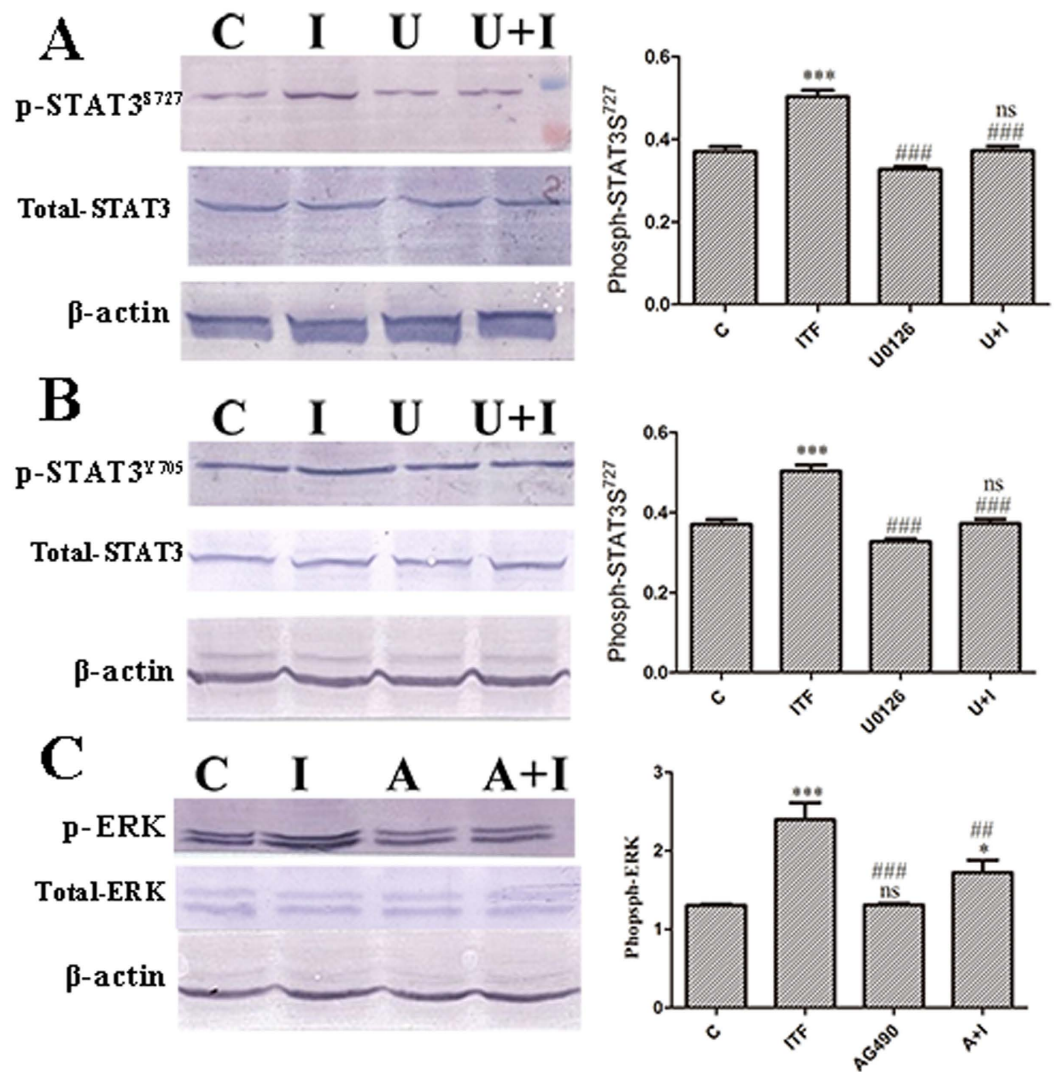 A
C I U U+I
p-STAT3S727
Total-STAT3
β-actin
Phosph-STAT3S727
0.6
0.4
0.2
0.0
***
###
ns
###
C
ITF
U0126
U+I
B
C I U U+I
p-STAT3Y705
Total-STAT3
β-actin
Phosph-STAT3S727
0.6
0.4
0.2
0.0
***
###
ns
###
C
ITF
U0126
U+I
C
C I A A+I
p-ERK
Total-ERK
β-actin
Phopsph-ERK
3
2
1
0
***
###
ns
##
*
C
ITF
AG490
A+I